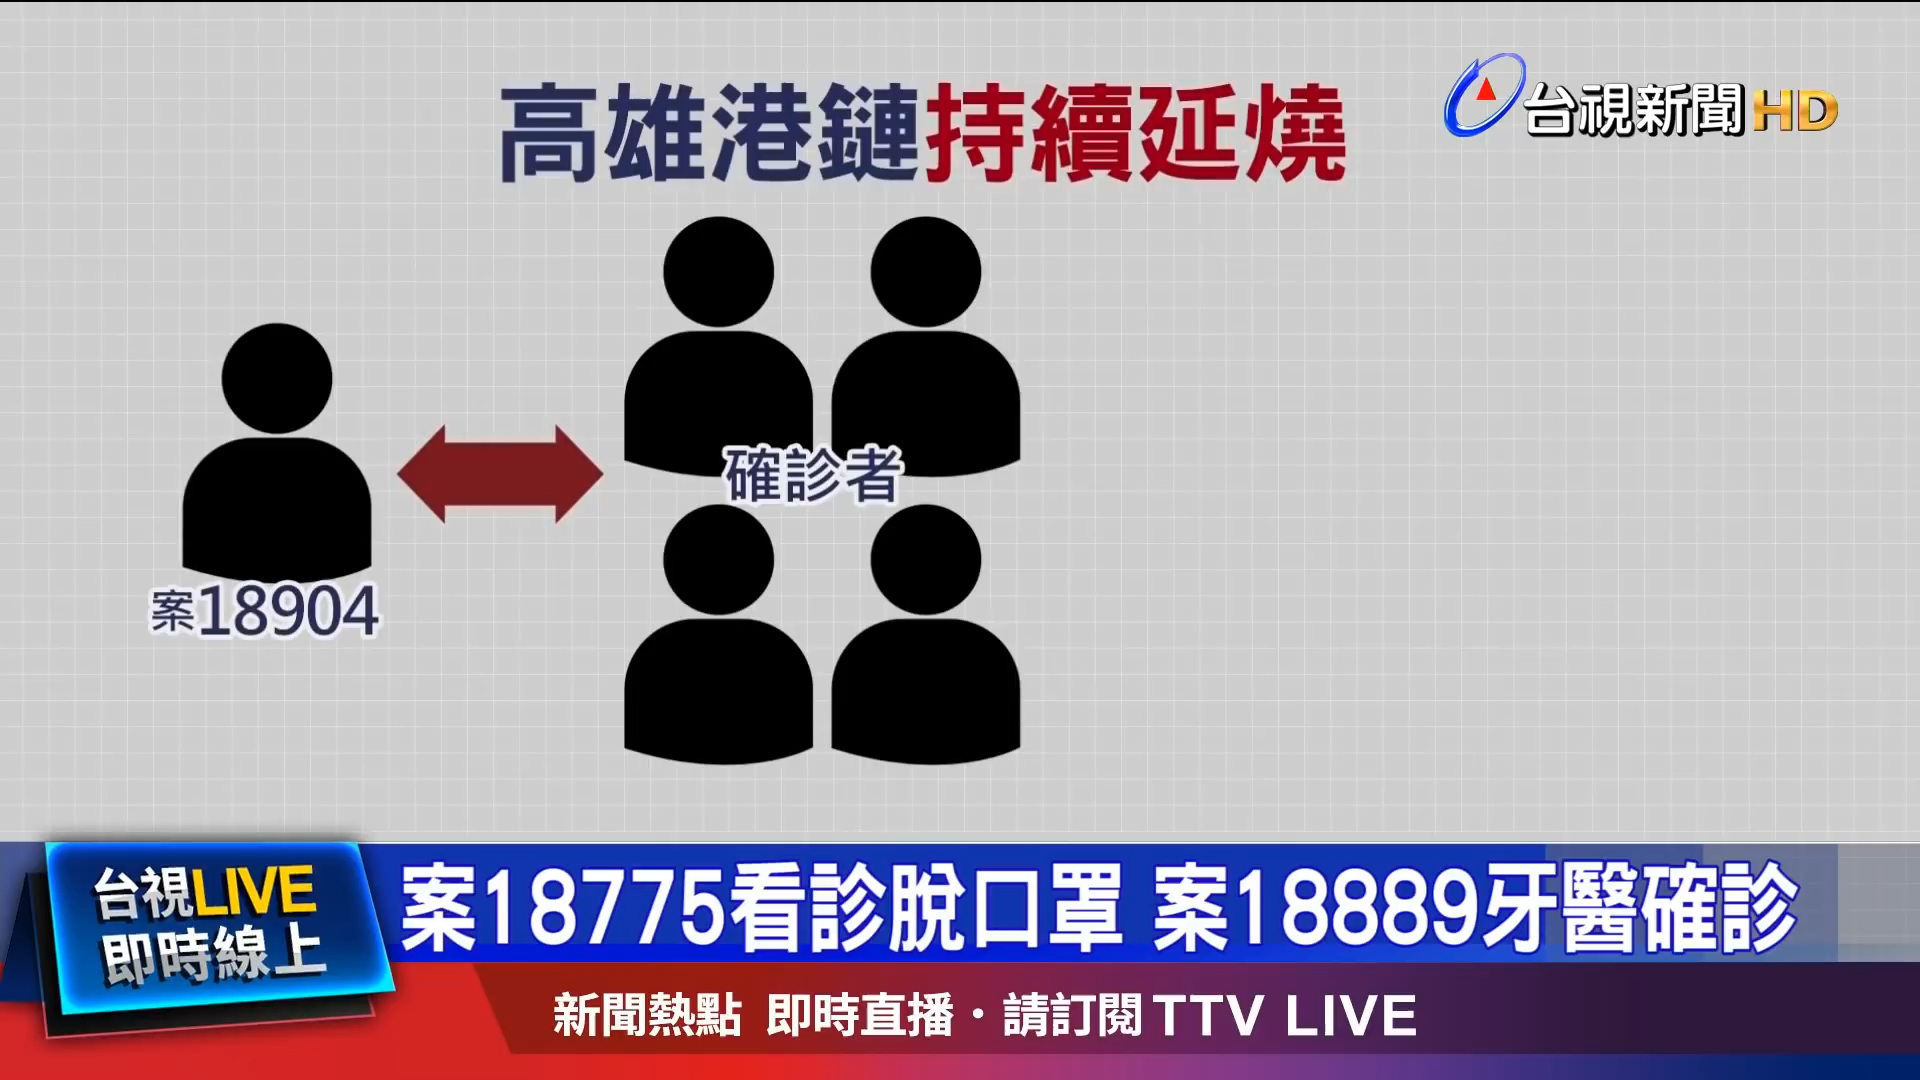 高雄港鏈持續延燒
台視新聞HD
確診者
案18904
台視LIVE
即時線上
案18775看診脫口罩 案18889牙醫確診
新聞熱點 即時直播·請訂閱TTV LIVE